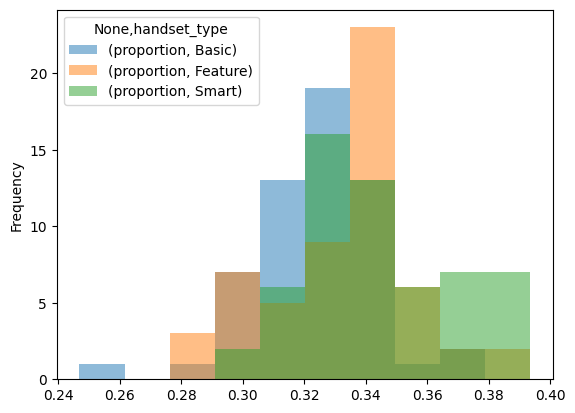 None,handset_type
(proportion, Basic)
(proportion, Feature)
(proportion, Smart)
Frequency
20
15
10
5
0
0.24 0.26 0.28 0.30 0.32 0.34 0.36 0.38 0.40